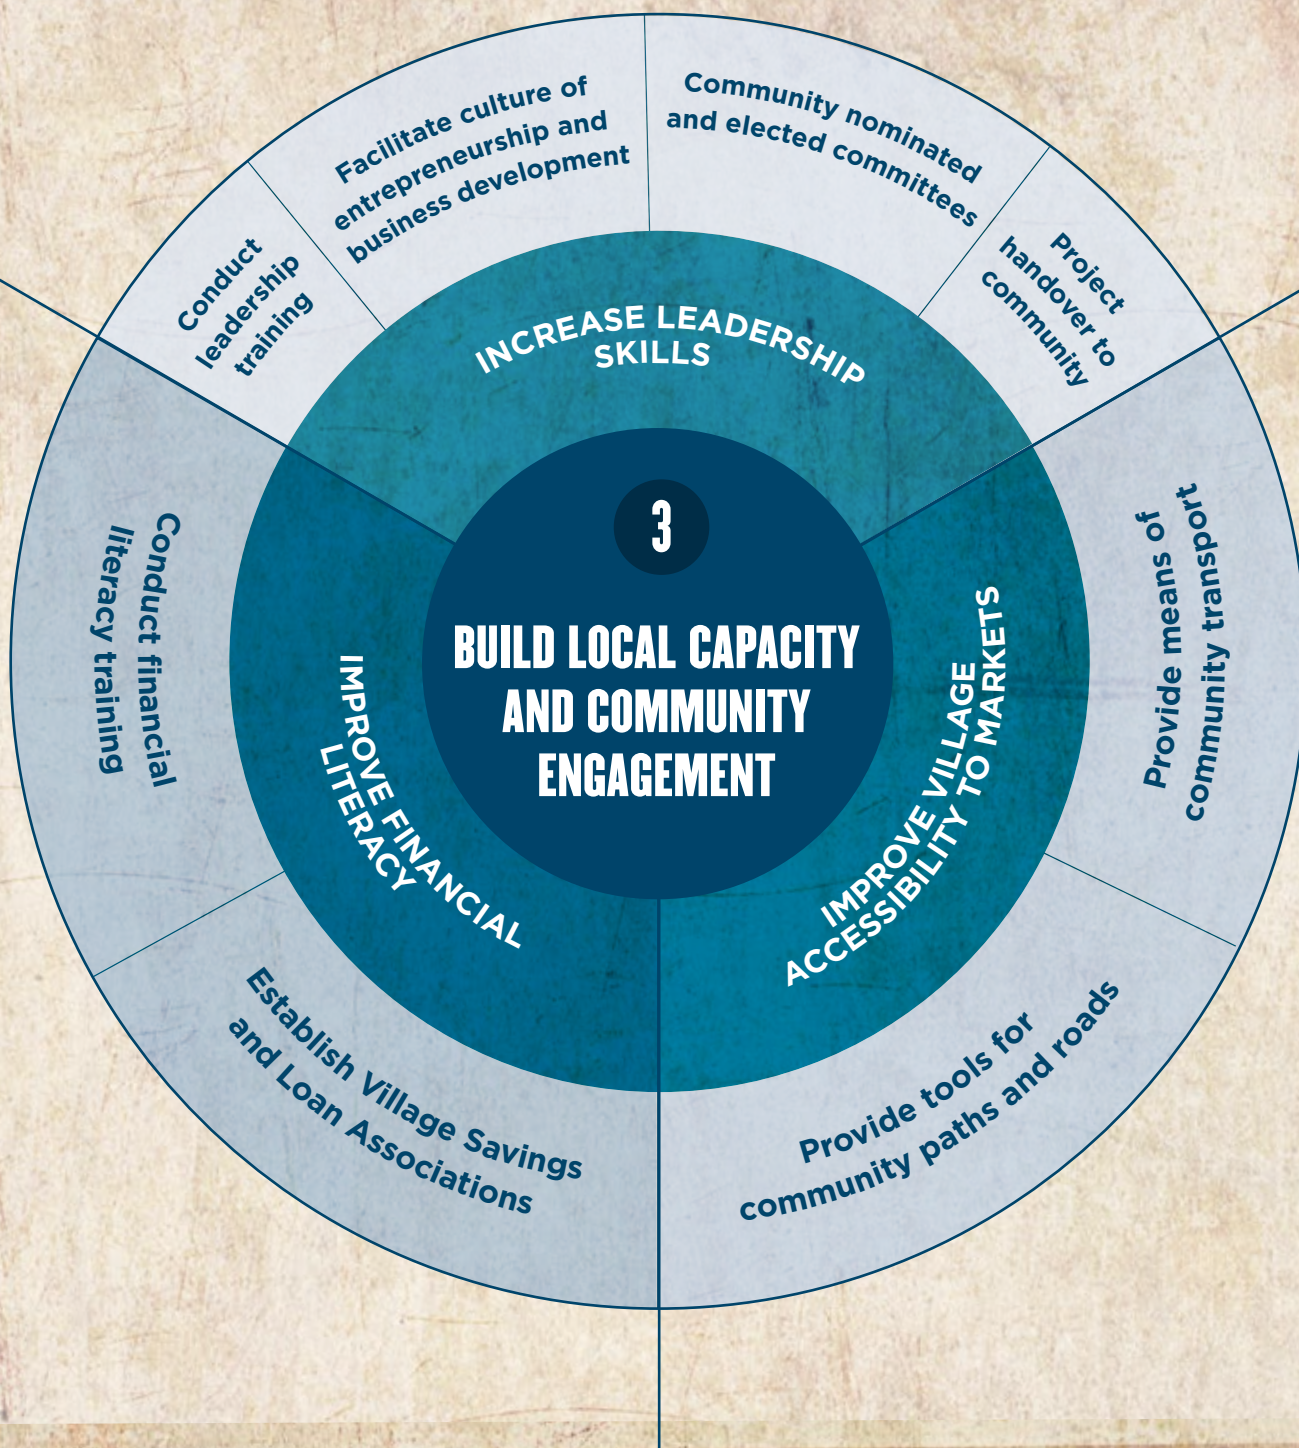 3
BUILD LOCAL CAPACITY
AND COMMUNITY
ENGAGEMENT
INCREASE LEADERSHIP
SKILLS
Conduct
leadership
training
Facilitate culture of
entrepreneurship and
business development
Community nominated
and elected committees
Project
handover to
community
IMPROVE VILLAGE
ACCESSIBILITY TO MARKETS
Provide means of
community transport
Provide tools for
community paths and roads
IMPROVE FINANCIAL
LITERACY
Establish Village Savings
and Loan Associations
Conduct financial
literacy training